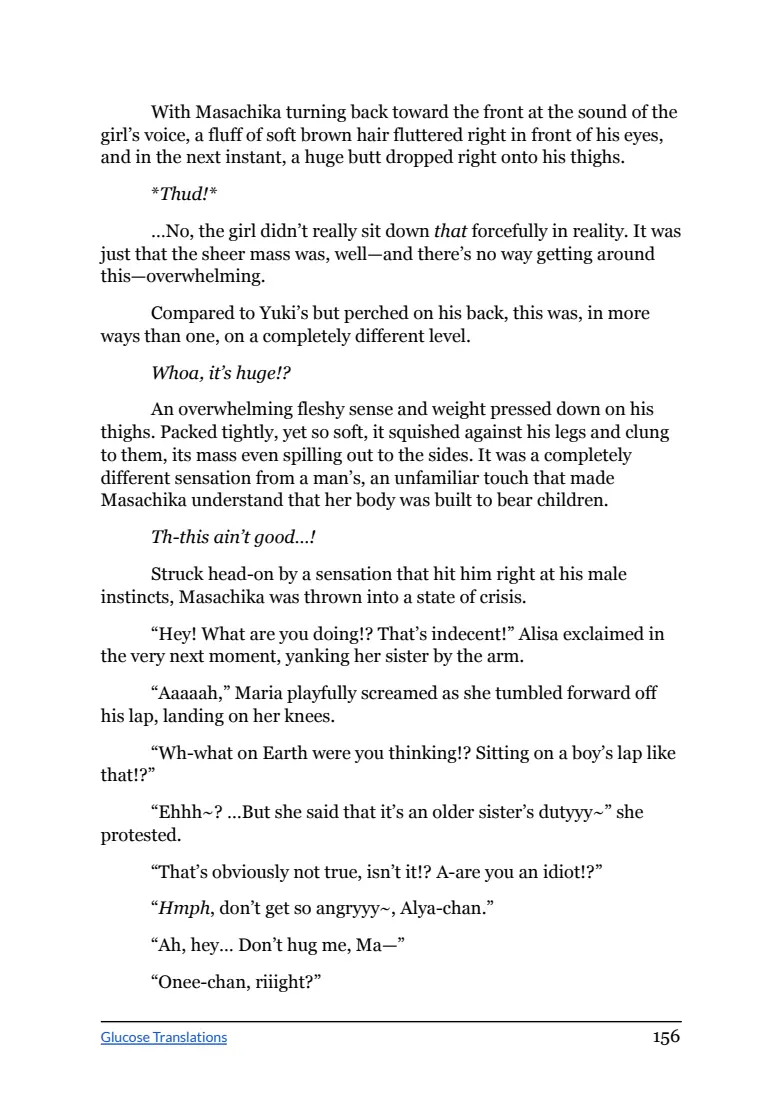 With Masachika turning back toward the front at the sound of the
girl’s voice, a fluff of soft brown hair fluttered right in front of his eyes,
and in the next instant, a huge butt dropped right onto his thighs.
*Thud!*
…No, the girl didn’t really sit down that forcefully in reality. It was
just that the sheer mass was, well—and there’s no way getting around
this—overwhelming.
Compared to Yuki’s but perched on his back, this was, in more
ways than one, on a completely different level.
Whoa, it’s huge!?
An overwhelming fleshy sense and weight pressed down on his
thighs. Packed tightly, yet so soft, it squished against his legs and clung
to them, its mass even spilling out to the sides. It was a completely
different sensation from a man’s, an unfamiliar touch that made
Masachika understand that her body was built to bear children.
Th-this ain’t good…!
Struck head-on by a sensation that hit him right at his male
instincts, Masachika was thrown into a state of crisis.
“Hey! What are you doing!? That’s indecent!” Alisa exclaimed in
the very next moment, yanking her sister by the arm.
“Aaaaah,” Maria playfully screamed as she tumbled forward off
his lap, landing on her knees.
“Wh-what on Earth were you thinking!? Sitting on a boy’s lap like
that!?”
“Ehhh~? …But she said that it’s an older sister’s dutyyy~” she
protested.
“That’s obviously not true, isn’t it!? A-are you an idiot!?”
“Hmph, don’t get so angryyy~, Alya-chan.”
“Ah, hey… Don’t hug me, Ma—”
“Onee-chan, riiight?”
Glucose Translations
156